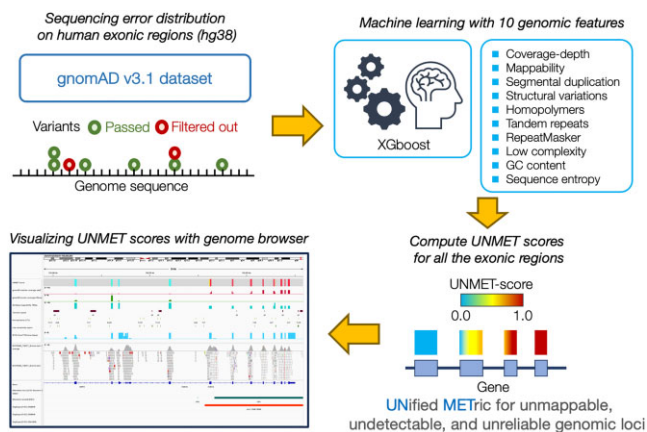 Sequencing error distribution
on human exonic regions (hg38)
gnomAD v3.1 dataset
Variants Passed Filtered out
Genome sequence
Machine learning with 10 genomic features
XGboost
Coverage-depth
Mappability
Segmental duplication
Structural variations
Homopolymers
Tandem repeats
RepeatMasker
Low complexity
GC content
Sequence entropy
Visualizing UNMET scores with genome browser
Compute UNMET scores
for all the exonic regions
UNMET-score
0.0 1.0
Gene
UNified METric for unmappable,
undetectable, and unreliable genomic loci